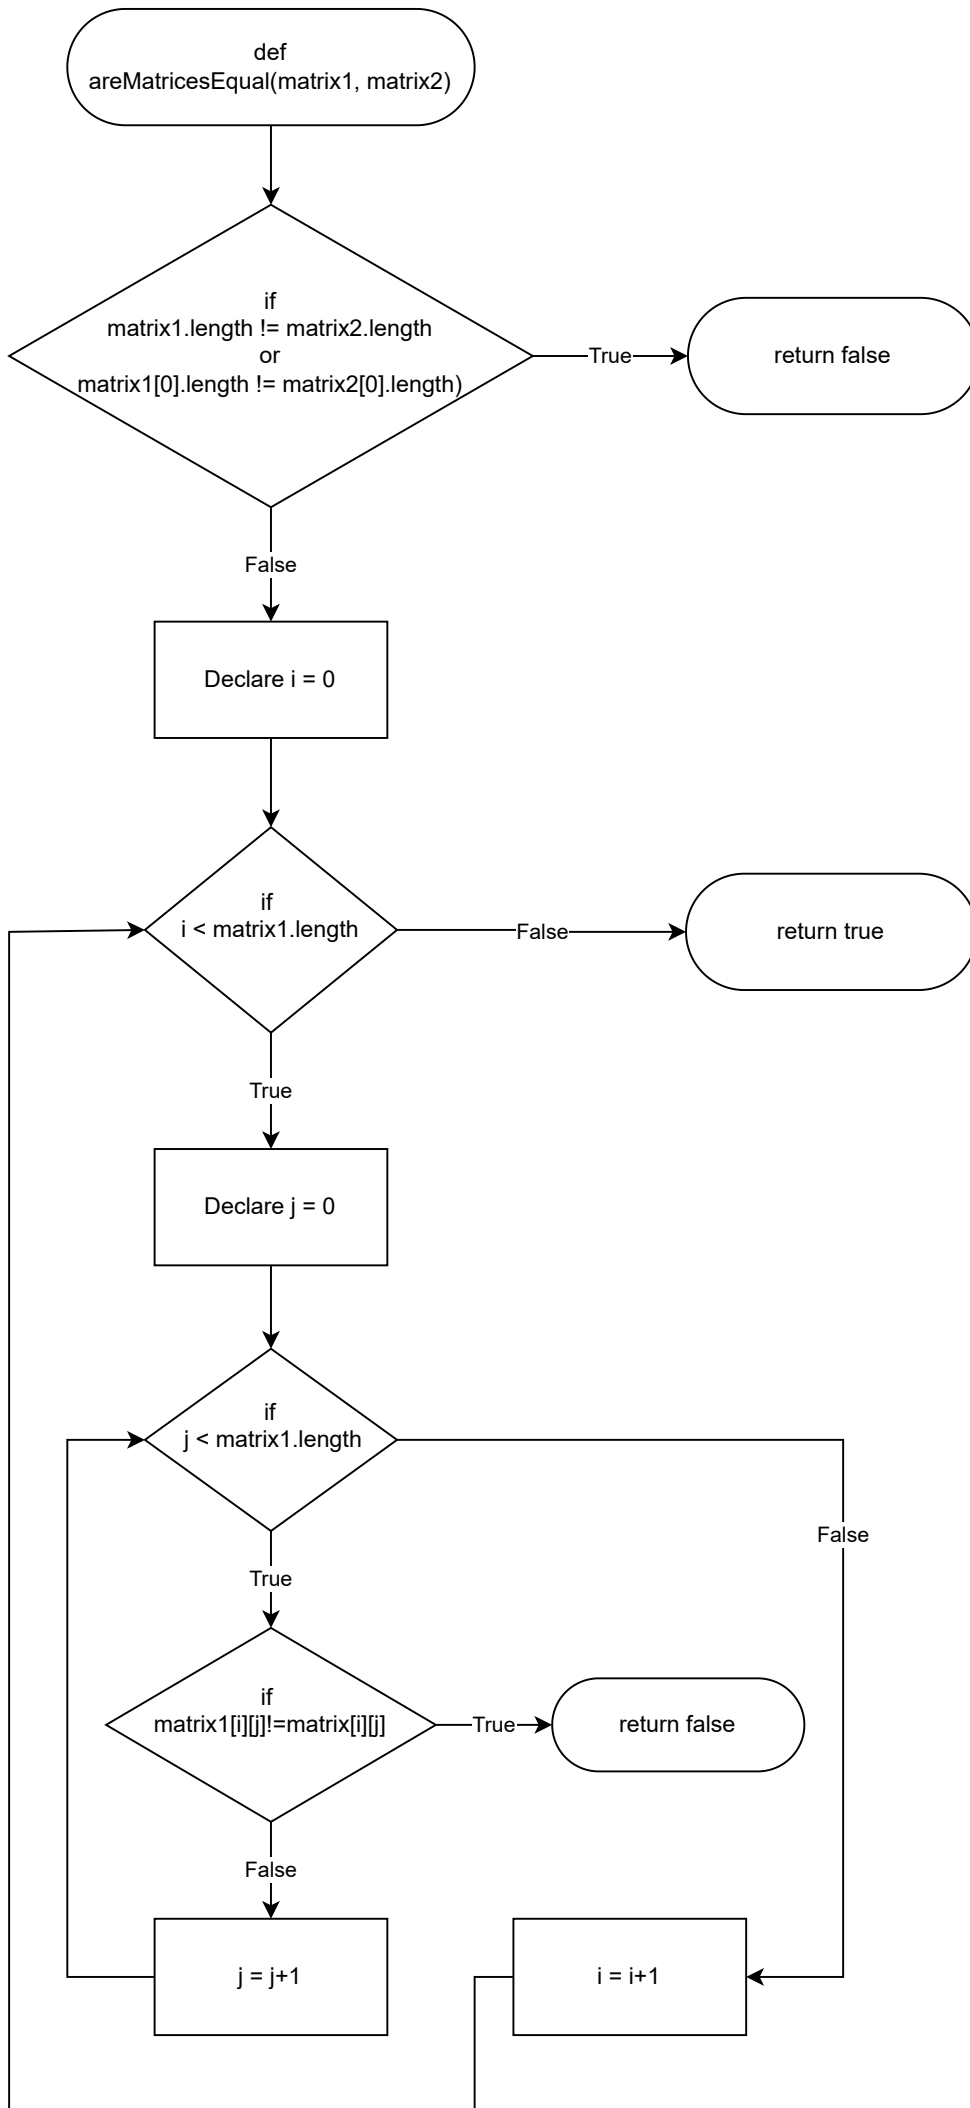 def
areMatricesEqual(matrix1, matrix2)
if
matrix1.length != matrix2.length
or
matrix1[0].length != matrix2[0].length)
True
return false
False
Declare i = 0
if
i < matrix1.length
False
return true
True
Declare j = 0
if
j < matrix1.length
False
True
if
matrix1[i][j]!=matrix[i][j]
True
return false
False
j = j+1
i = i+1